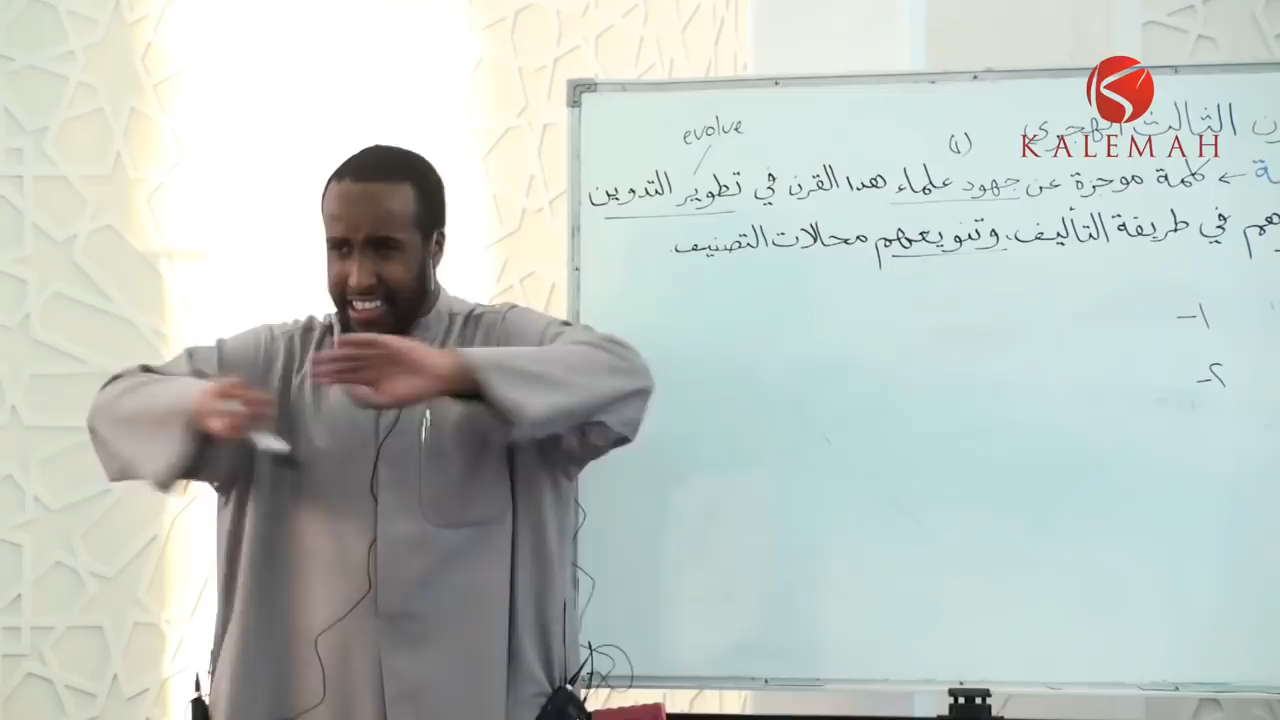 الثالث الهجري
KALEMAH
evolve
(١)
← كلمة موجزة عن جهود علماء هذا القرن في تطوير التدوين
في طريقة التأليف، وتنويعهم مجالات التصنيف.
١-
٢-